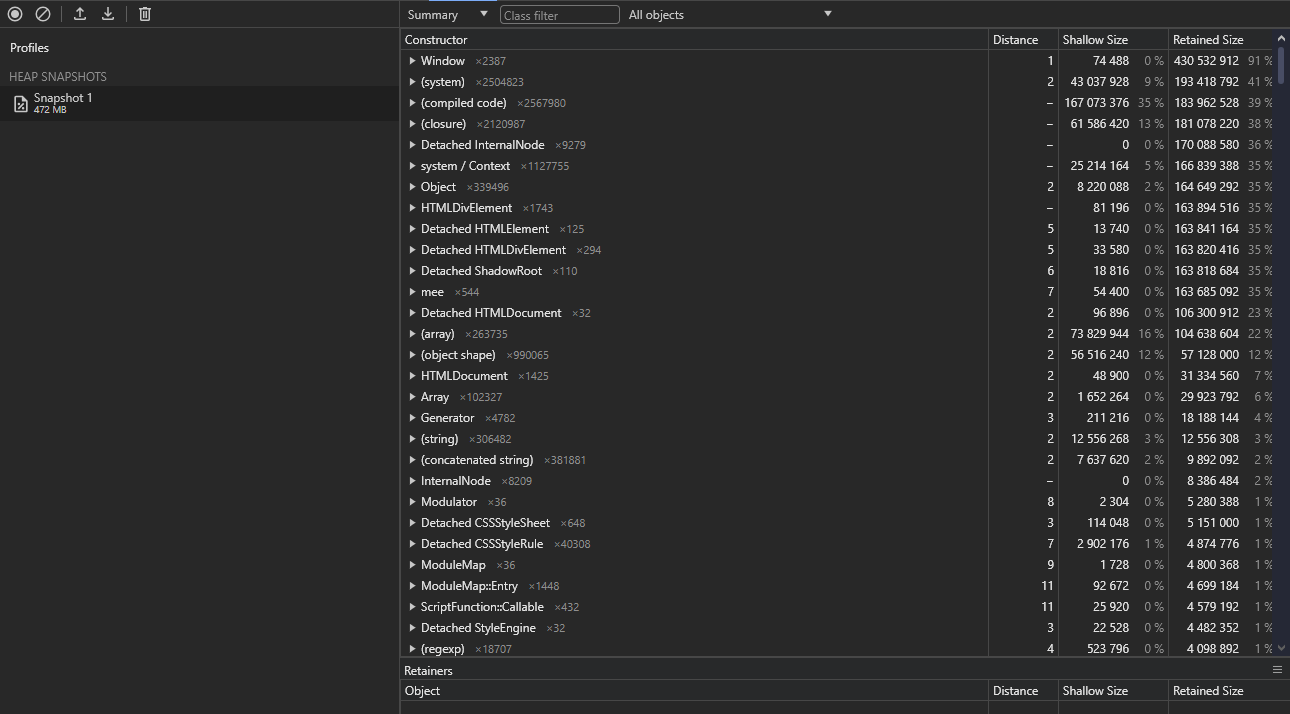 Summary Class filter All objects
Profiles
HEAP SNAPSHOTS
Snapshot 1
472 MB
Constructor Distance Shallow Size Retained Size
Window ×2387 1 74 488 0 % 430 532 912 91 %
(system) ×2504823 2 43 037 928 9 % 193 418 792 41 %
(compiled code) ×2567980 – 167 073 376 35 % 183 962 528 39 %
(closure) ×2120987 – 61 586 420 13 % 181 078 220 38 %
Detached InternalNode ×9279 – 0 0 % 170 088 580 36 %
system / Context ×1127755 – 25 214 164 5 % 166 839 388 35 %
Object ×339496 2 8 220 088 2 % 164 649 292 35 %
HTMLDivElement ×1743 – 81 196 0 % 163 894 516 35 %
Detached HTMLElement ×125 5 13 740 0 % 163 841 164 35 %
Detached HTMLDivElement ×294 5 33 580 0 % 163 820 416 35 %
Detached ShadowRoot ×110 6 18 816 0 % 163 818 684 35 %
mee ×544 7 54 400 0 % 163 685 092 35 %
Detached HTMLDocument ×32 2 96 896 0 % 106 300 912 23 %
(array) ×263735 2 73 829 944 16 % 104 638 604 22 %
(object shape) ×990065 2 56 516 240 12 % 57 128 000 12 %
HTMLDocument ×1425 2 48 900 0 % 31 334 560 7 %
Array ×102327 2 1 652 264 0 % 29 923 792 6 %
Generator ×4782 3 211 216 0 % 18 188 144 4 %
(string) ×306482 2 12 556 268 3 % 12 556 308 3 %
(concatenated string) ×381881 2 7 637 620 2 % 9 892 092 2 %
InternalNode ×8209 – 0 0 % 8 386 484 2 %
Modulator ×36 8 2 304 0 % 5 280 388 1 %
Detached CSSStyleSheet ×648 3 114 048 0 % 5 151 000 1 %
Detached CSSStyleRule ×40308 7 2 902 176 1 % 4 874 776 1 %
ModuleMap ×36 9 1 728 0 % 4 800 368 1 %
ModuleMap::Entry ×1448 11 92 672 0 % 4 699 184 1 %
ScriptFunction::Callable ×432 11 25 920 0 % 4 579 192 1 %
Detached StyleEngine ×32 3 22 528 0 % 4 482 352 1 %
(regexp) ×18707 4 523 796 0 % 4 098 892 1 %
Retainers
Object Distance Shallow Size Retained Size